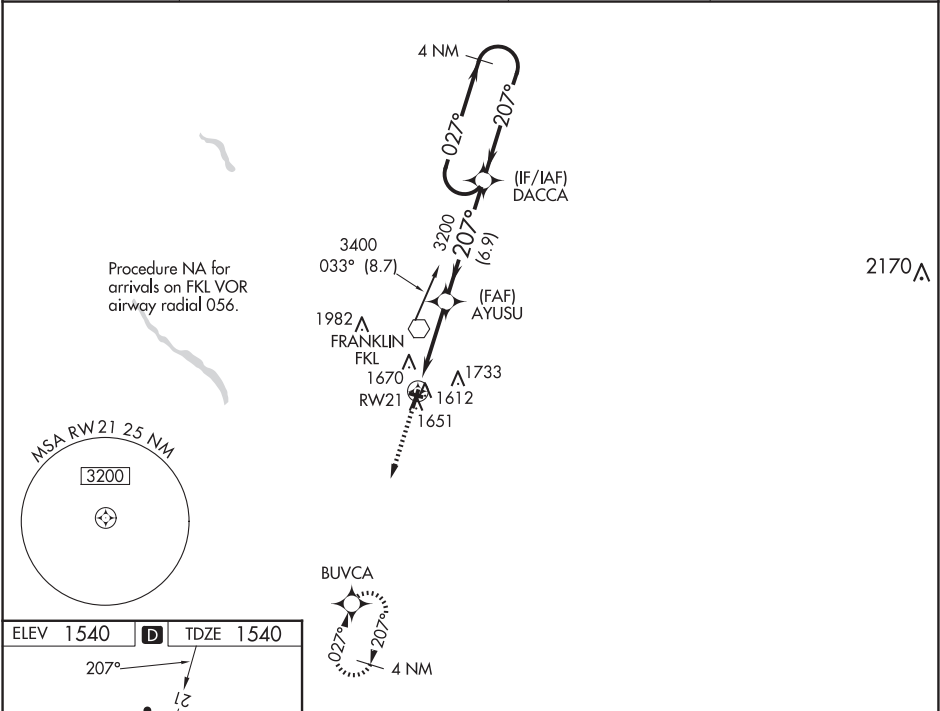 4 NM
027°
207°
(IF/IAF)
DACCA
3200
207°
(6.9)
3400
033° (8.7)
Procedure NA for
arrivals on FKL VOR
airway radial 056.
2170
(FAF)
AYUSU
1982
FRANKLIN
FKL
1670
1733
RW21
1612
1651
MSA RW21 25 NM
3200
BUVCA
027°
207°
4 NM
ELEV 1540 D TDZE 1540
207°
21